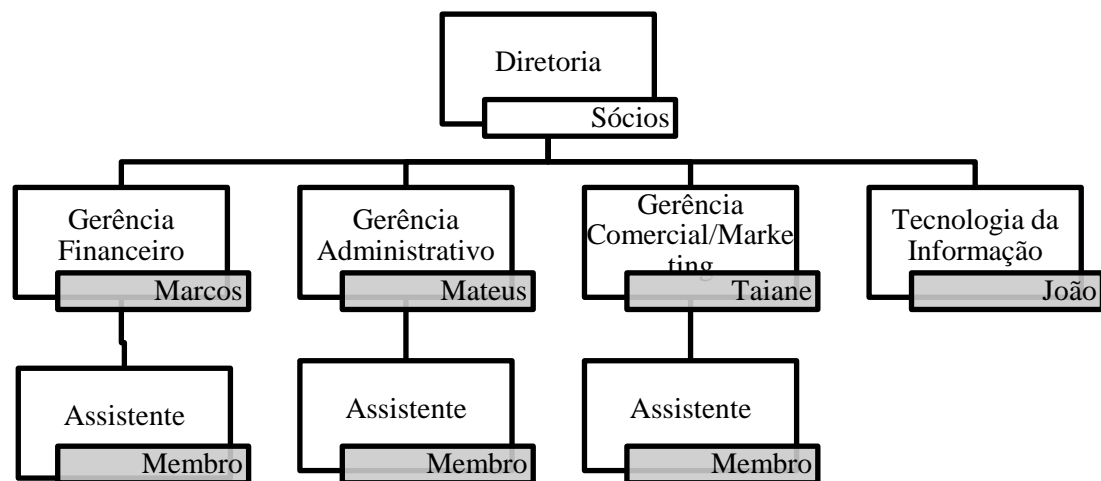 Diretoria
Sócios
Gerência
Financeiro
Marcos
Gerência
Administrativo
Mateus
Gerência
Comercial/Marke
ting
Taiane
Tecnologia da
Informação
João
Assistente
Membro
Assistente
Membro
Assistente
Membro